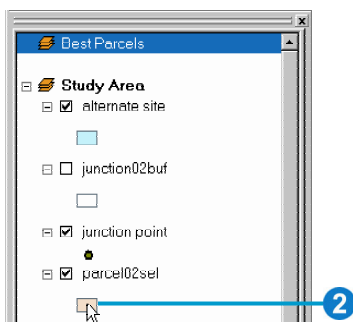 Best Parcels
Study Area
alternate site
junction02buf
junction point
parcel02sel
2